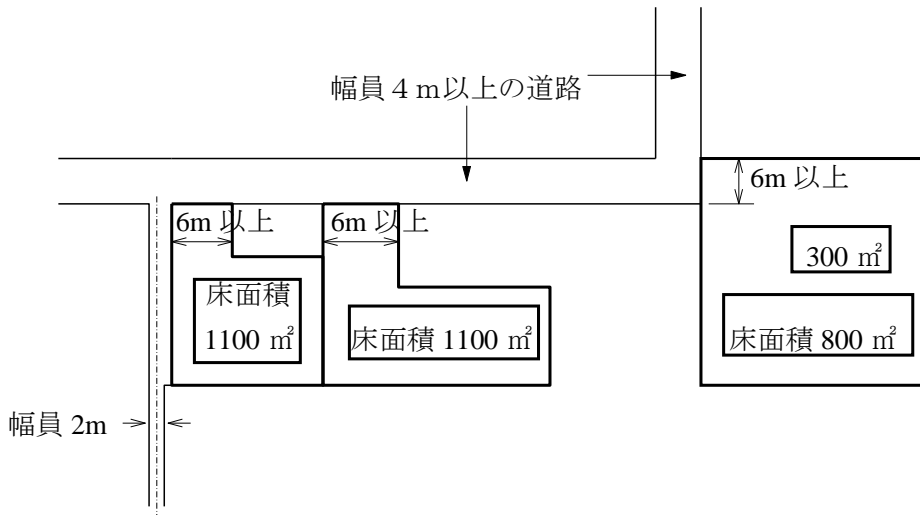 幅員４ｍ以上の道路
6m 以上
6m 以上
6m 以上
300 ㎡
床面積
1100 ㎡
床面積 1100 ㎡
床面積 800 ㎡
幅員 2m